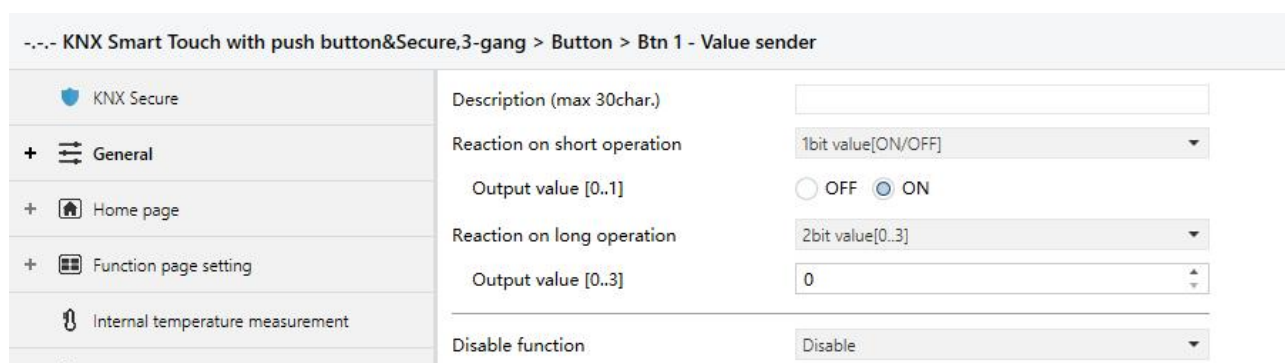 -.-.- KNX Smart Touch with push button&Secure,3-gang > Button > Btn 1 - Value sender
KNX Secure
+ General
+ Home page
+ Function page setting
Internal temperature measurement
Description (max 30char.)
Reaction on short operation 1bit value[ON/OFF]
Output value [0..1] OFF ON
Reaction on long operation 2bit value[0..3]
Output value [0..3] 0
Disable function Disable